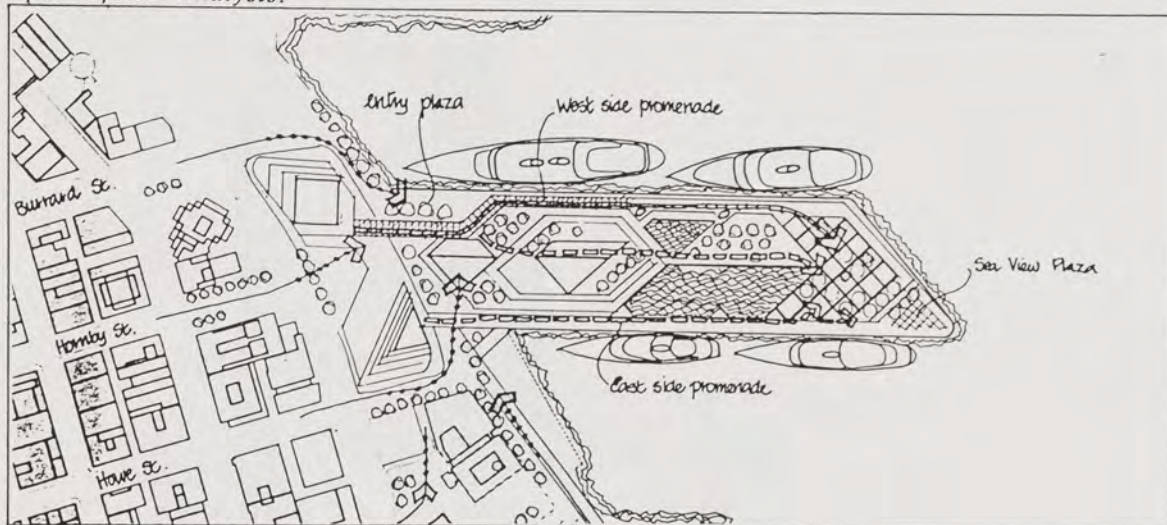 entry plaza
West side promenade
Burrard St.
Sea View Plaza
Hornby St.
East side promenade
Howe St.